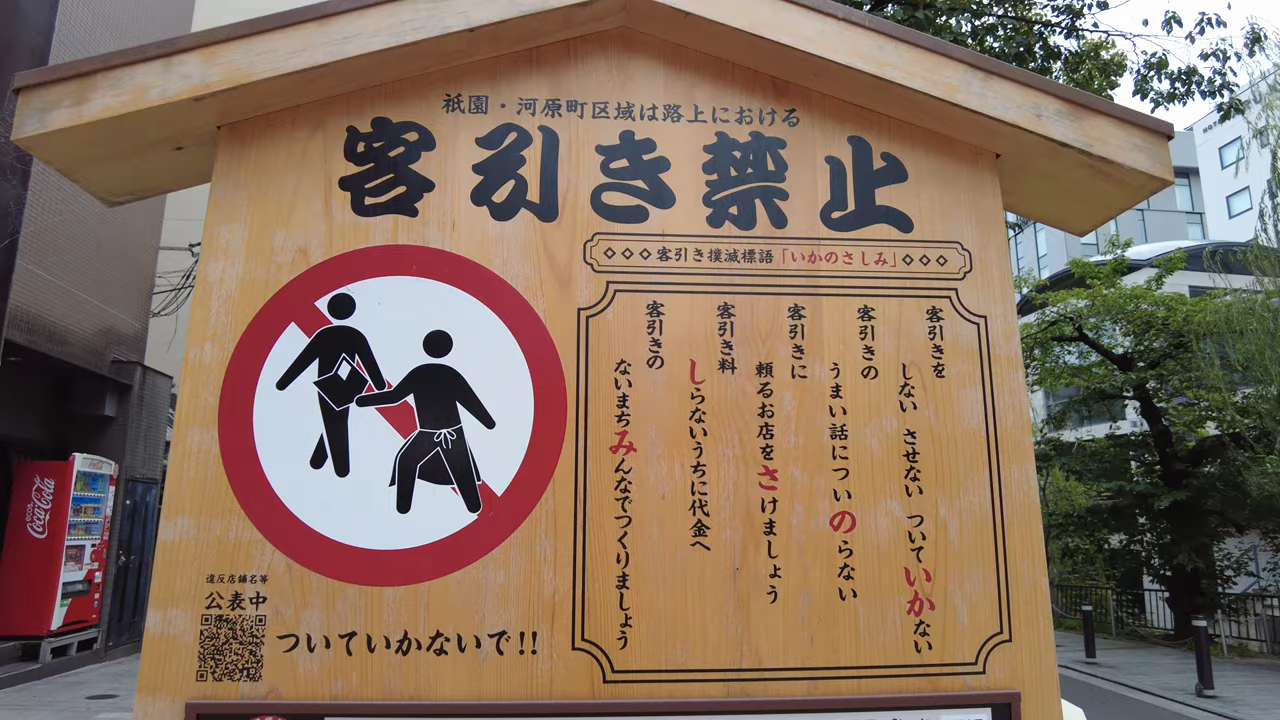 祇園・河原町区域は路上における
客引き禁止
◇◇◇客引き撲滅標語「いかのさしみ」◇◇◇
客引きを
しない させない ついていかない
客引きの
うまい話についのらない
客引きに
頼るお店をさけましょう
客引き料
しらないうちに代金へ
客引きの
ないまちみんなでつくりましょう
違反店舗名等
公表中
ついていかないで!!
Coca-Cola